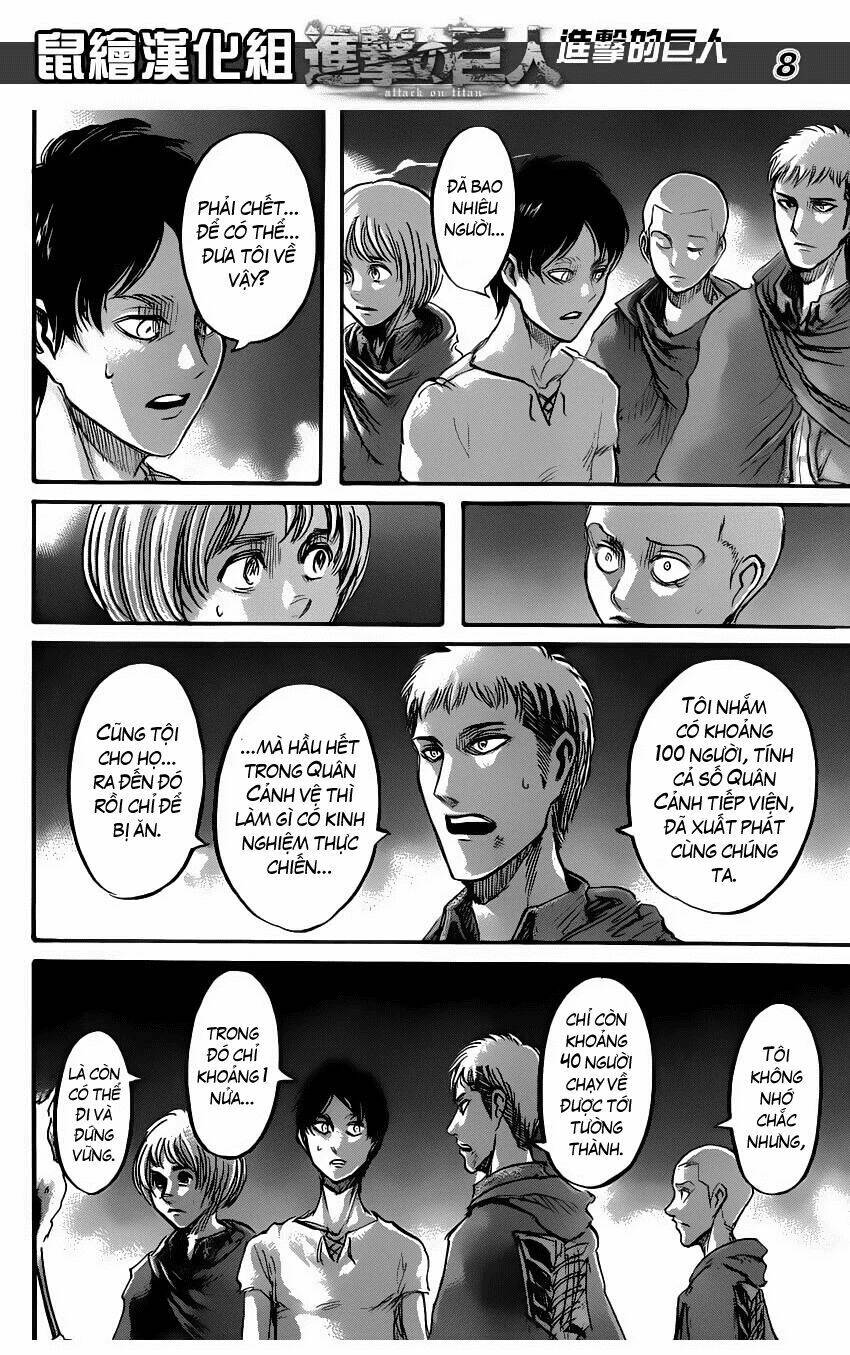 鼠繪漢化組
進撃の巨人
attack on titan
進擊的巨人
8
ĐÃ BAO
NHIÊU
NGƯỜI...
PHẢI CHẾT...
ĐỂ CÓ THỂ...
ĐƯA TÔI VỀ
VẬY?
TÔI NHẮM
CÓ KHOẢNG
100 NGƯỜI, TÍNH
CẢ SỐ QUÂN
CẢNH TIẾP VIỆN,
ĐÃ XUẤT PHÁT
CÙNG CHÚNG
TA.
...MÀ HẦU HẾT
TRONG QUÂN
CẢNH VỆ THÌ
LÀM GÌ CÓ KINH
NGHIỆM THỰC
CHIẾN...
CŨNG TỘI
CHO HỌ...
RA ĐẾN ĐÓ
RỒI CHỈ ĐỂ
BỊ ĂN.
TÔI
KHÔNG
NHỚ
CHẮC
NHƯNG,
CHỈ CÒN
KHOẢNG
40 NGƯỜI
CHẠY VỀ
ĐƯỢC TỚI
TƯỜNG
THÀNH.
TRONG
ĐÓ CHỈ
KHOẢNG 1
NỬA...
LÀ CÒN
CÓ THỂ
ĐI VÀ
ĐỨNG
VỮNG.